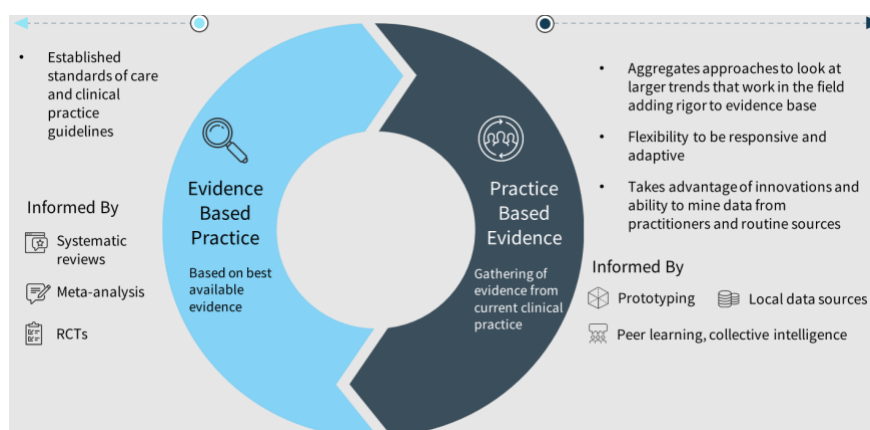 • Established
standards of care
and clinical
practice
guidelines
Informed By
Systematic
reviews
Meta-analysis
RCTs
Evidence
Based
Practice
Based on best
available
evidence
Practice
Based
Evidence
Gathering of
evidence from
current clinical
practice
• Aggregates approaches to look at
larger trends that work in the field
adding rigor to evidence base
• Flexibility to be responsive and
adaptive
• Takes advantage of innovations and
ability to mine data from
practitioners and routine sources
Informed By
Prototyping
Local data sources
Peer learning, collective intelligence